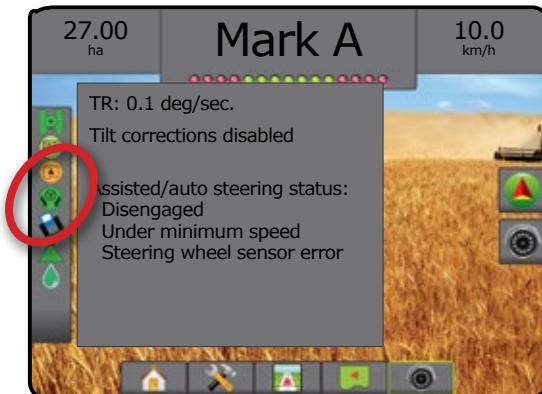 27.00
ha
Mark A
10.0
km/h
TR: 0.1 deg/sec.
Tilt corrections disabled
Assisted/auto steering status:
Disengaged
Under minimum speed
Steering wheel sensor error